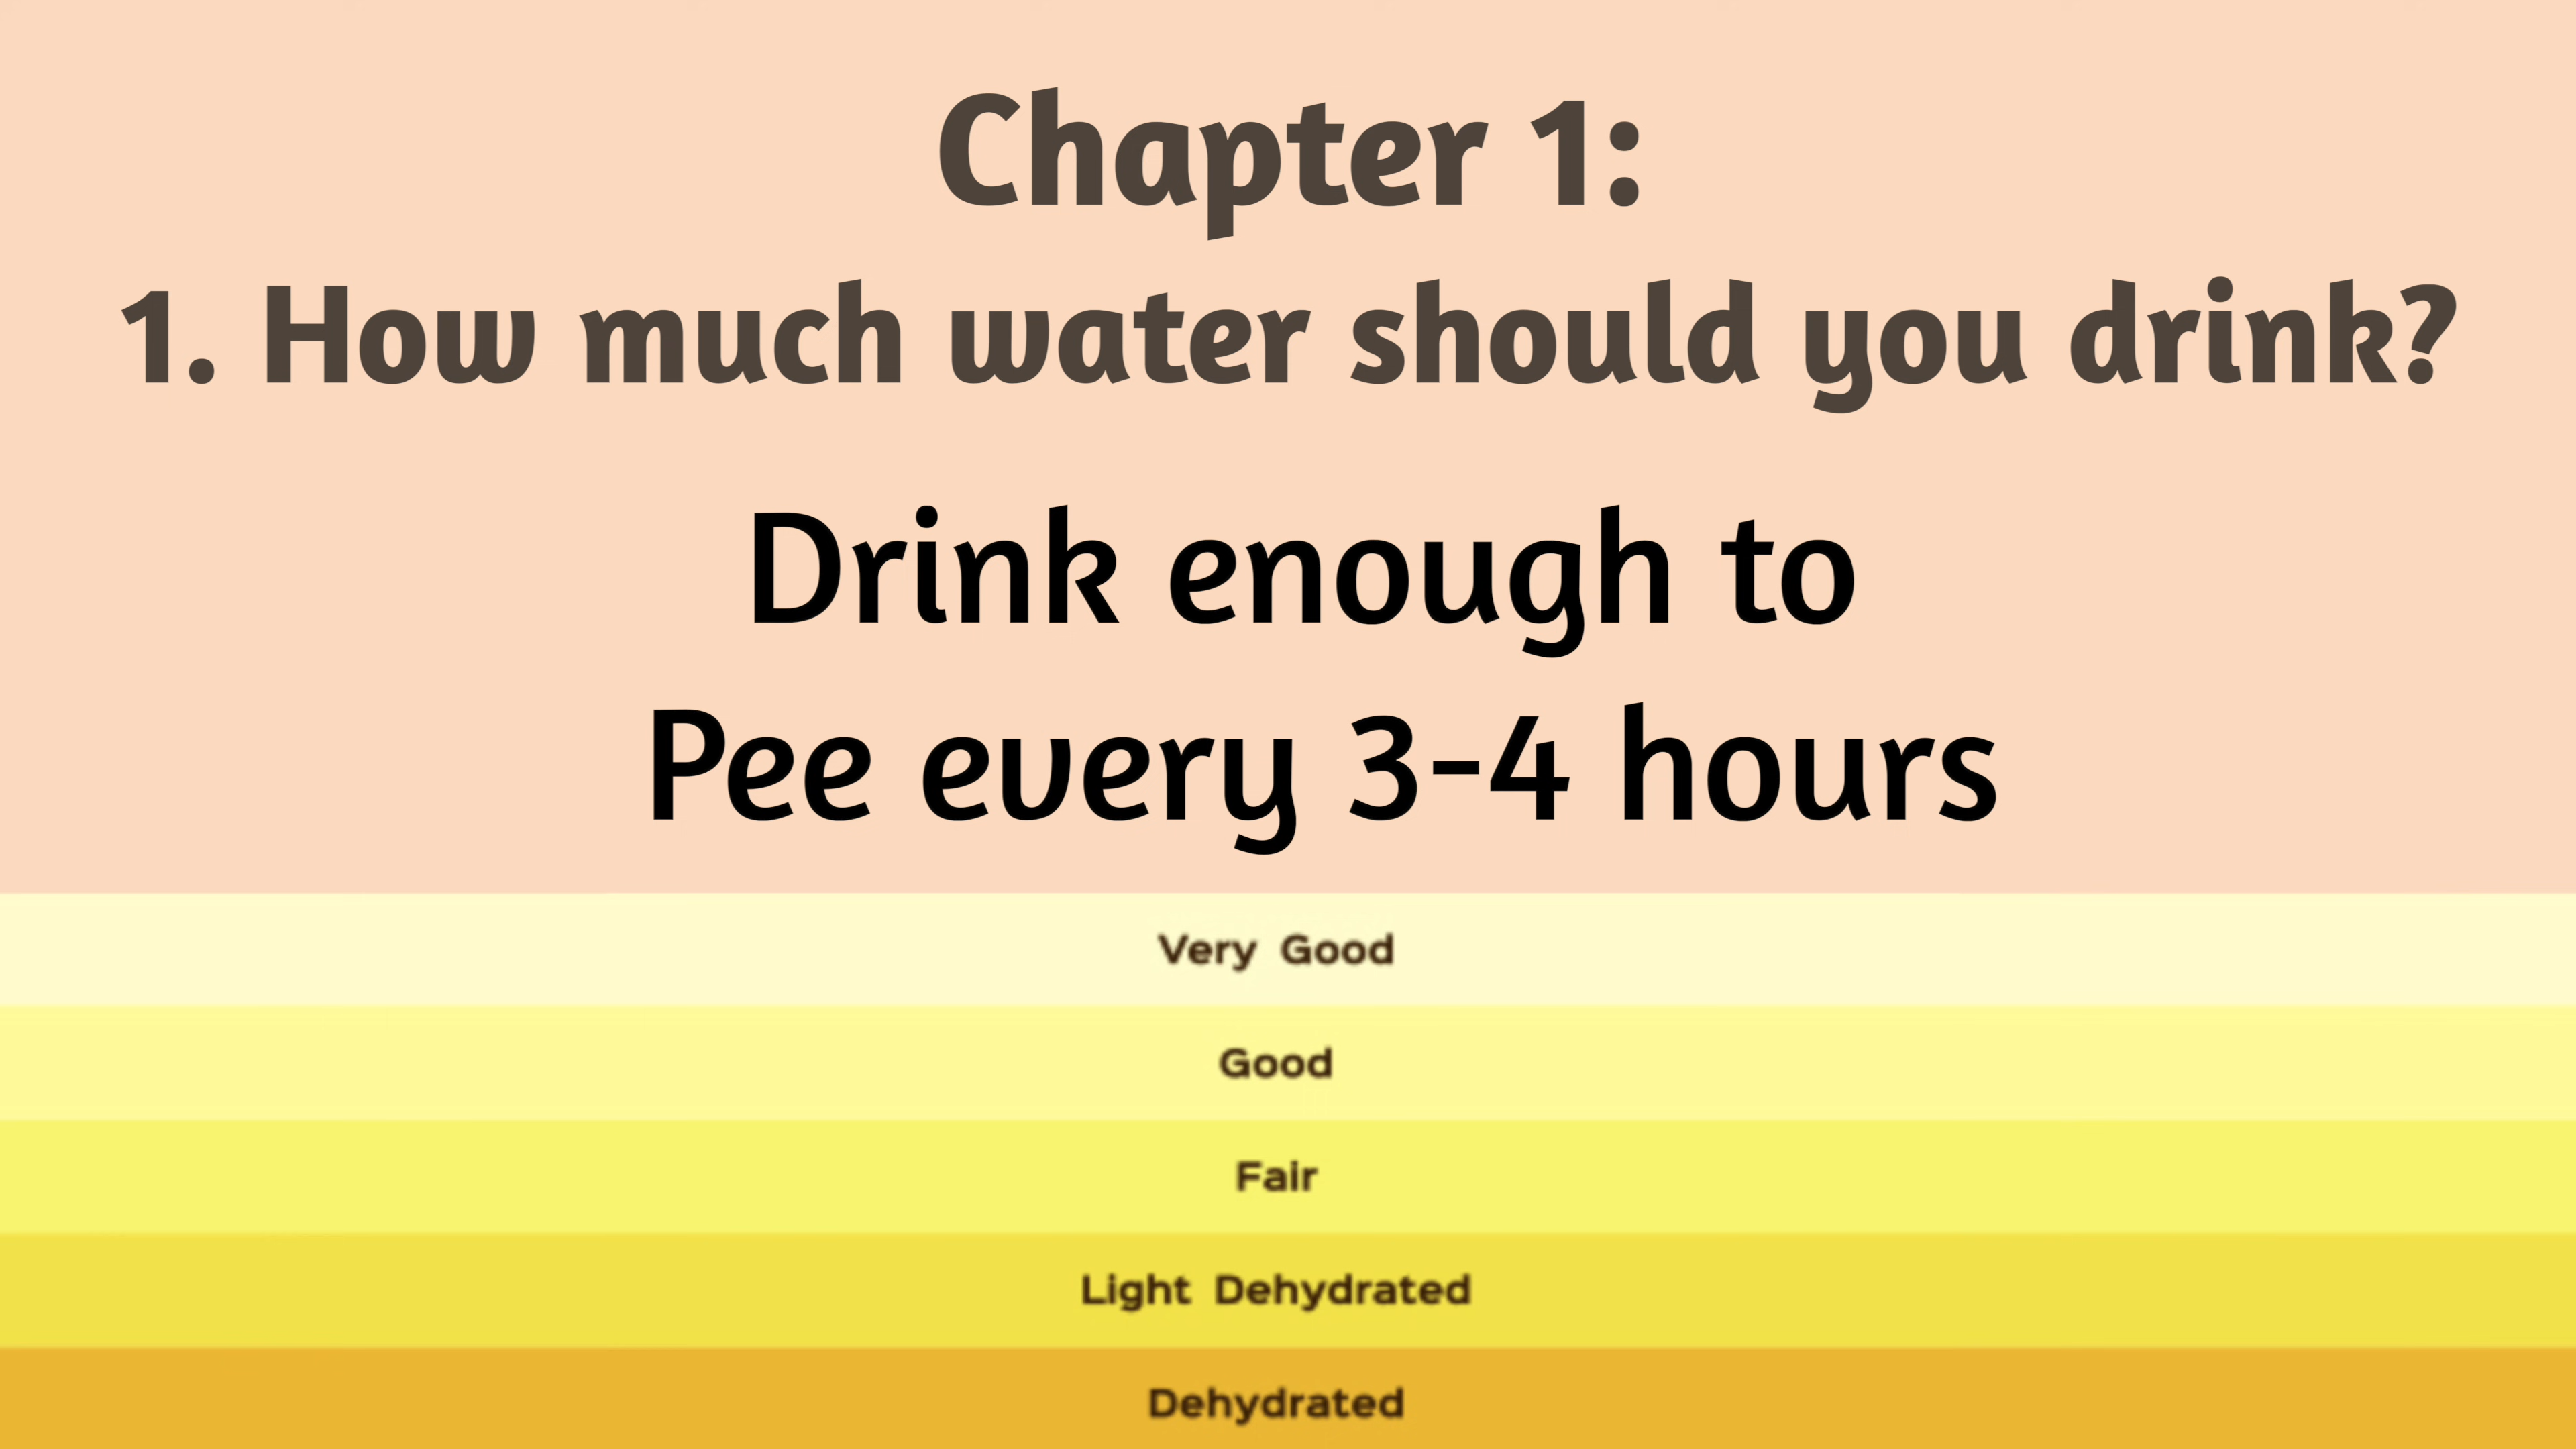 Chapter 1:
1. How much water should you drink?
Drink enough to
Pee every 3-4 hours
Very Good
Good
Fair
Light Dehydrated
Dehydrated